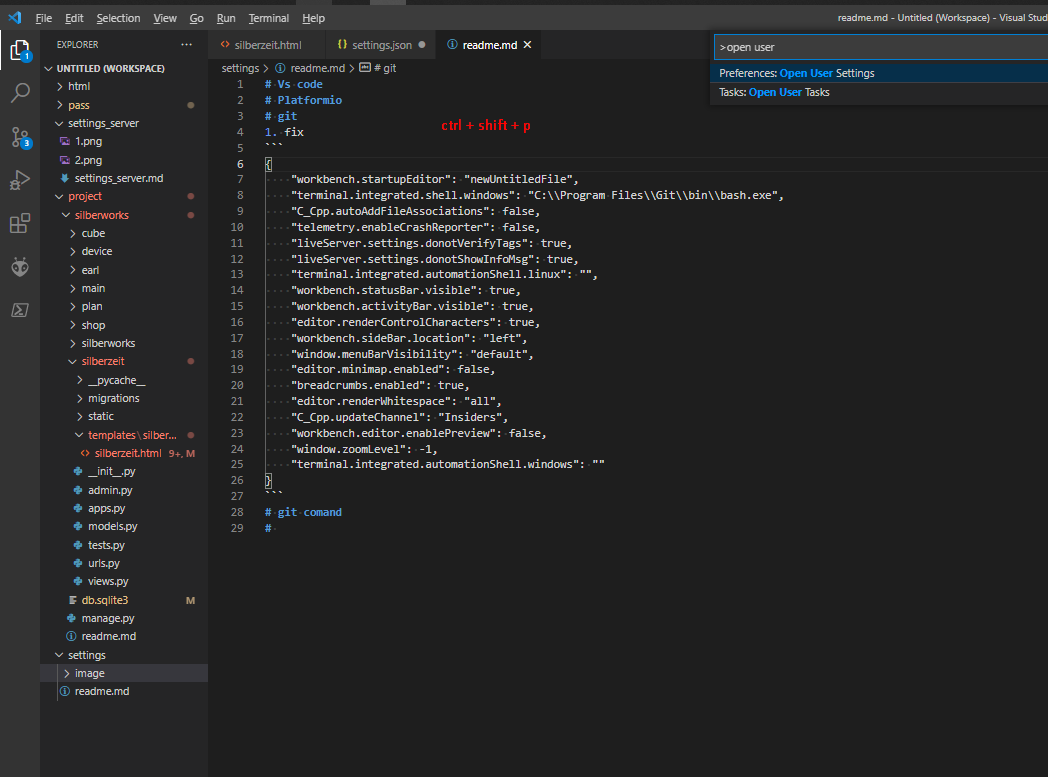 File Edit Selection View Go Run Terminal Help
readme.md - Untitled (Workspace) - Visual Stud
EXPLORER ···
silberzeit.html
settings.json
readme.md
>open user
Preferences: Open User Settings
Tasks: Open User Tasks
1
3
UNTITLED (WORKSPACE)
html
pass
settings_server
1.png
2.png
settings_server.md
project
silberworks
cube
device
earl
main
plan
shop
silberworks
silberzeit
__pycache__
migrations
static
templates\silber...
silberzeit.html 9+, M
__init__.py
admin.py
apps.py
models.py
tests.py
urls.py
views.py
db.sqlite3 M
manage.py
readme.md
settings
image
readme.md
settings > readme.md > # git
1 # Vs code
2 # Platformio
3 # git
4 1. fix
5 ```
6 {
7 "workbench.startupEditor": "newUntitledFile",
8 "terminal.integrated.shell.windows": "C:\\Program Files\\Git\\bin\\bash.exe",
9 "C_Cpp.autoAddFileAssociations": false,
10 "telemetry.enableCrashReporter": false,
11 "liveServer.settings.donotVerifyTags": true,
12 "liveServer.settings.donotShowInfoMsg": true,
13 "terminal.integrated.automationShell.linux": "",
14 "workbench.statusBar.visible": true,
15 "workbench.activityBar.visible": true,
16 "editor.renderControlCharacters": true,
17 "workbench.sideBar.location": "left",
18 "window.menuBarVisibility": "default",
19 "editor.minimap.enabled": false,
20 "breadcrumbs.enabled": true,
21 "editor.renderWhitespace": "all",
22 "C_Cpp.updateChannel": "Insiders",
23 "workbench.editor.enablePreview": false,
24 "window.zoomLevel": -1,
25 "terminal.integrated.automationShell.windows": ""
26 }
27 ```
28 # git comand
29 #
ctrl + shift + p